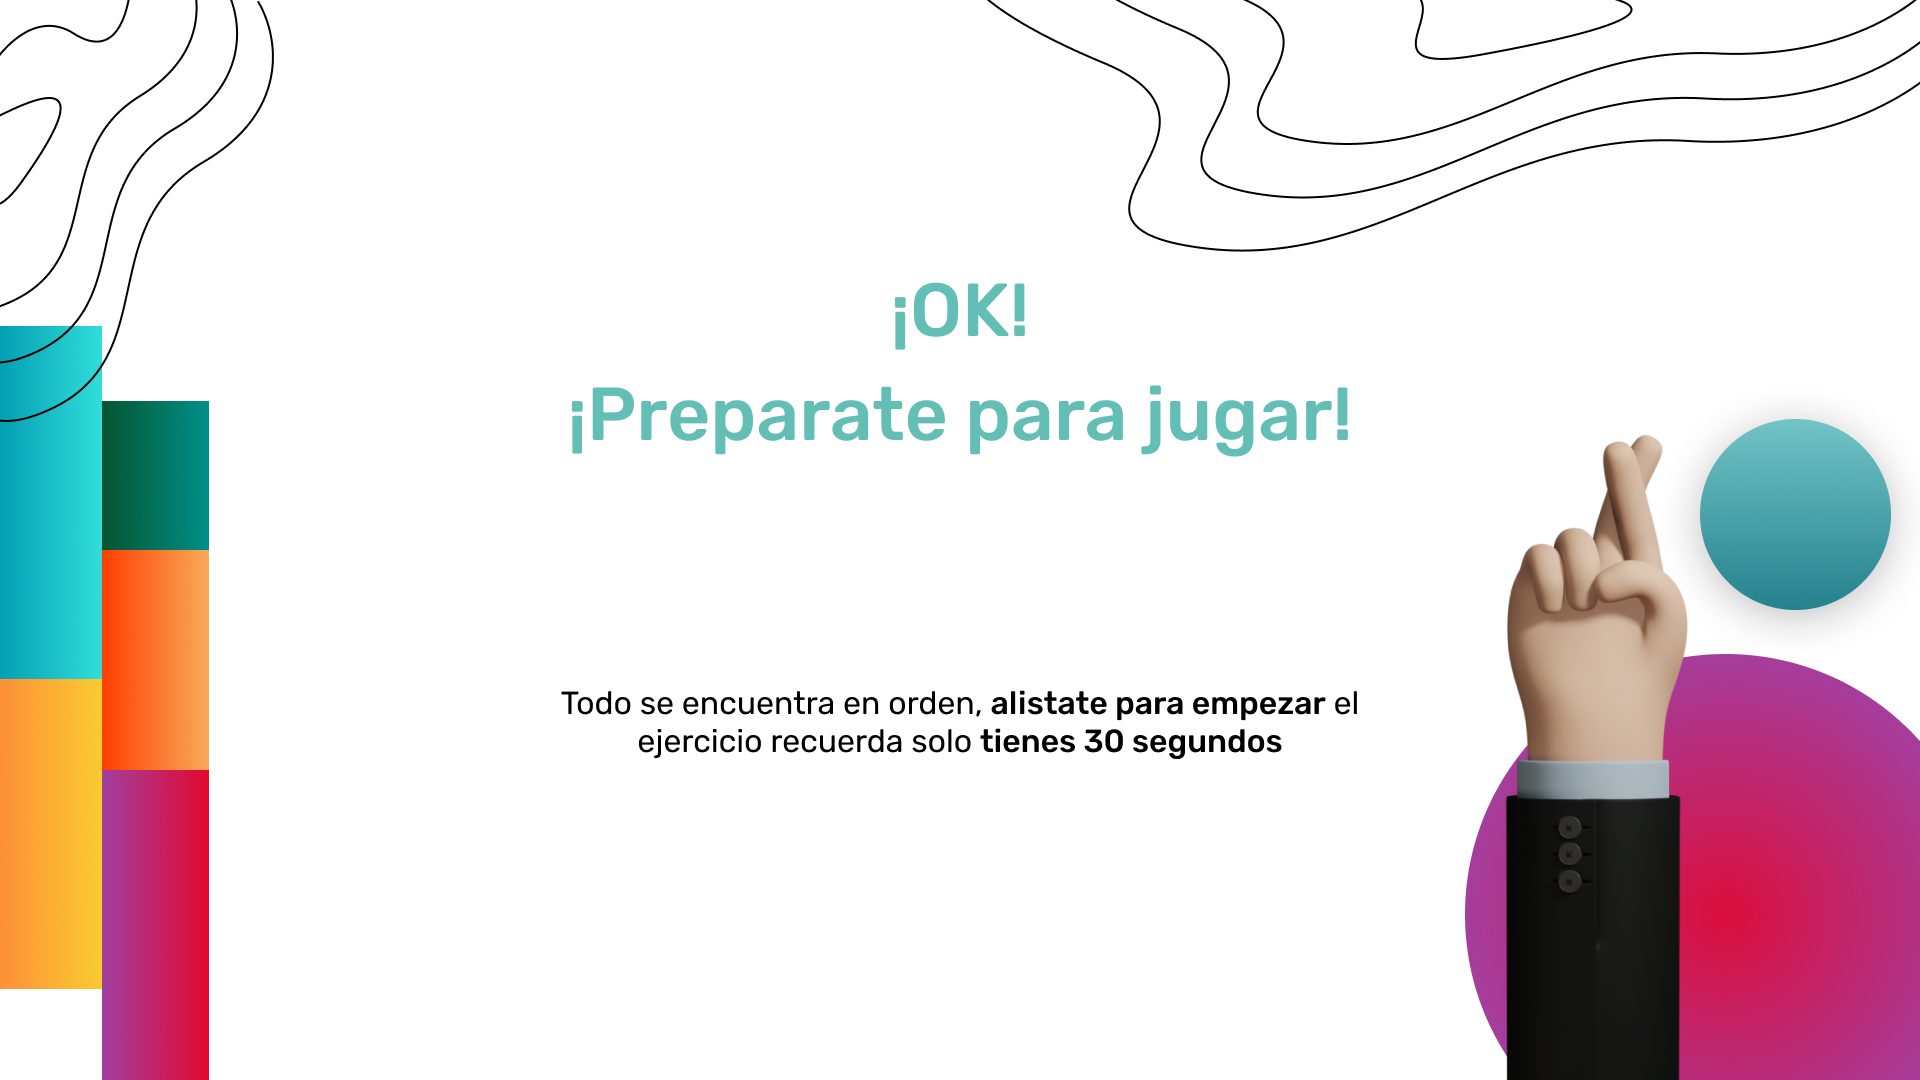 ¡OK!
¡Preparate para jugar!
Todo se encuentra en orden, alistate para empezar el
ejercicio recuerda solo tienes 30 segundos